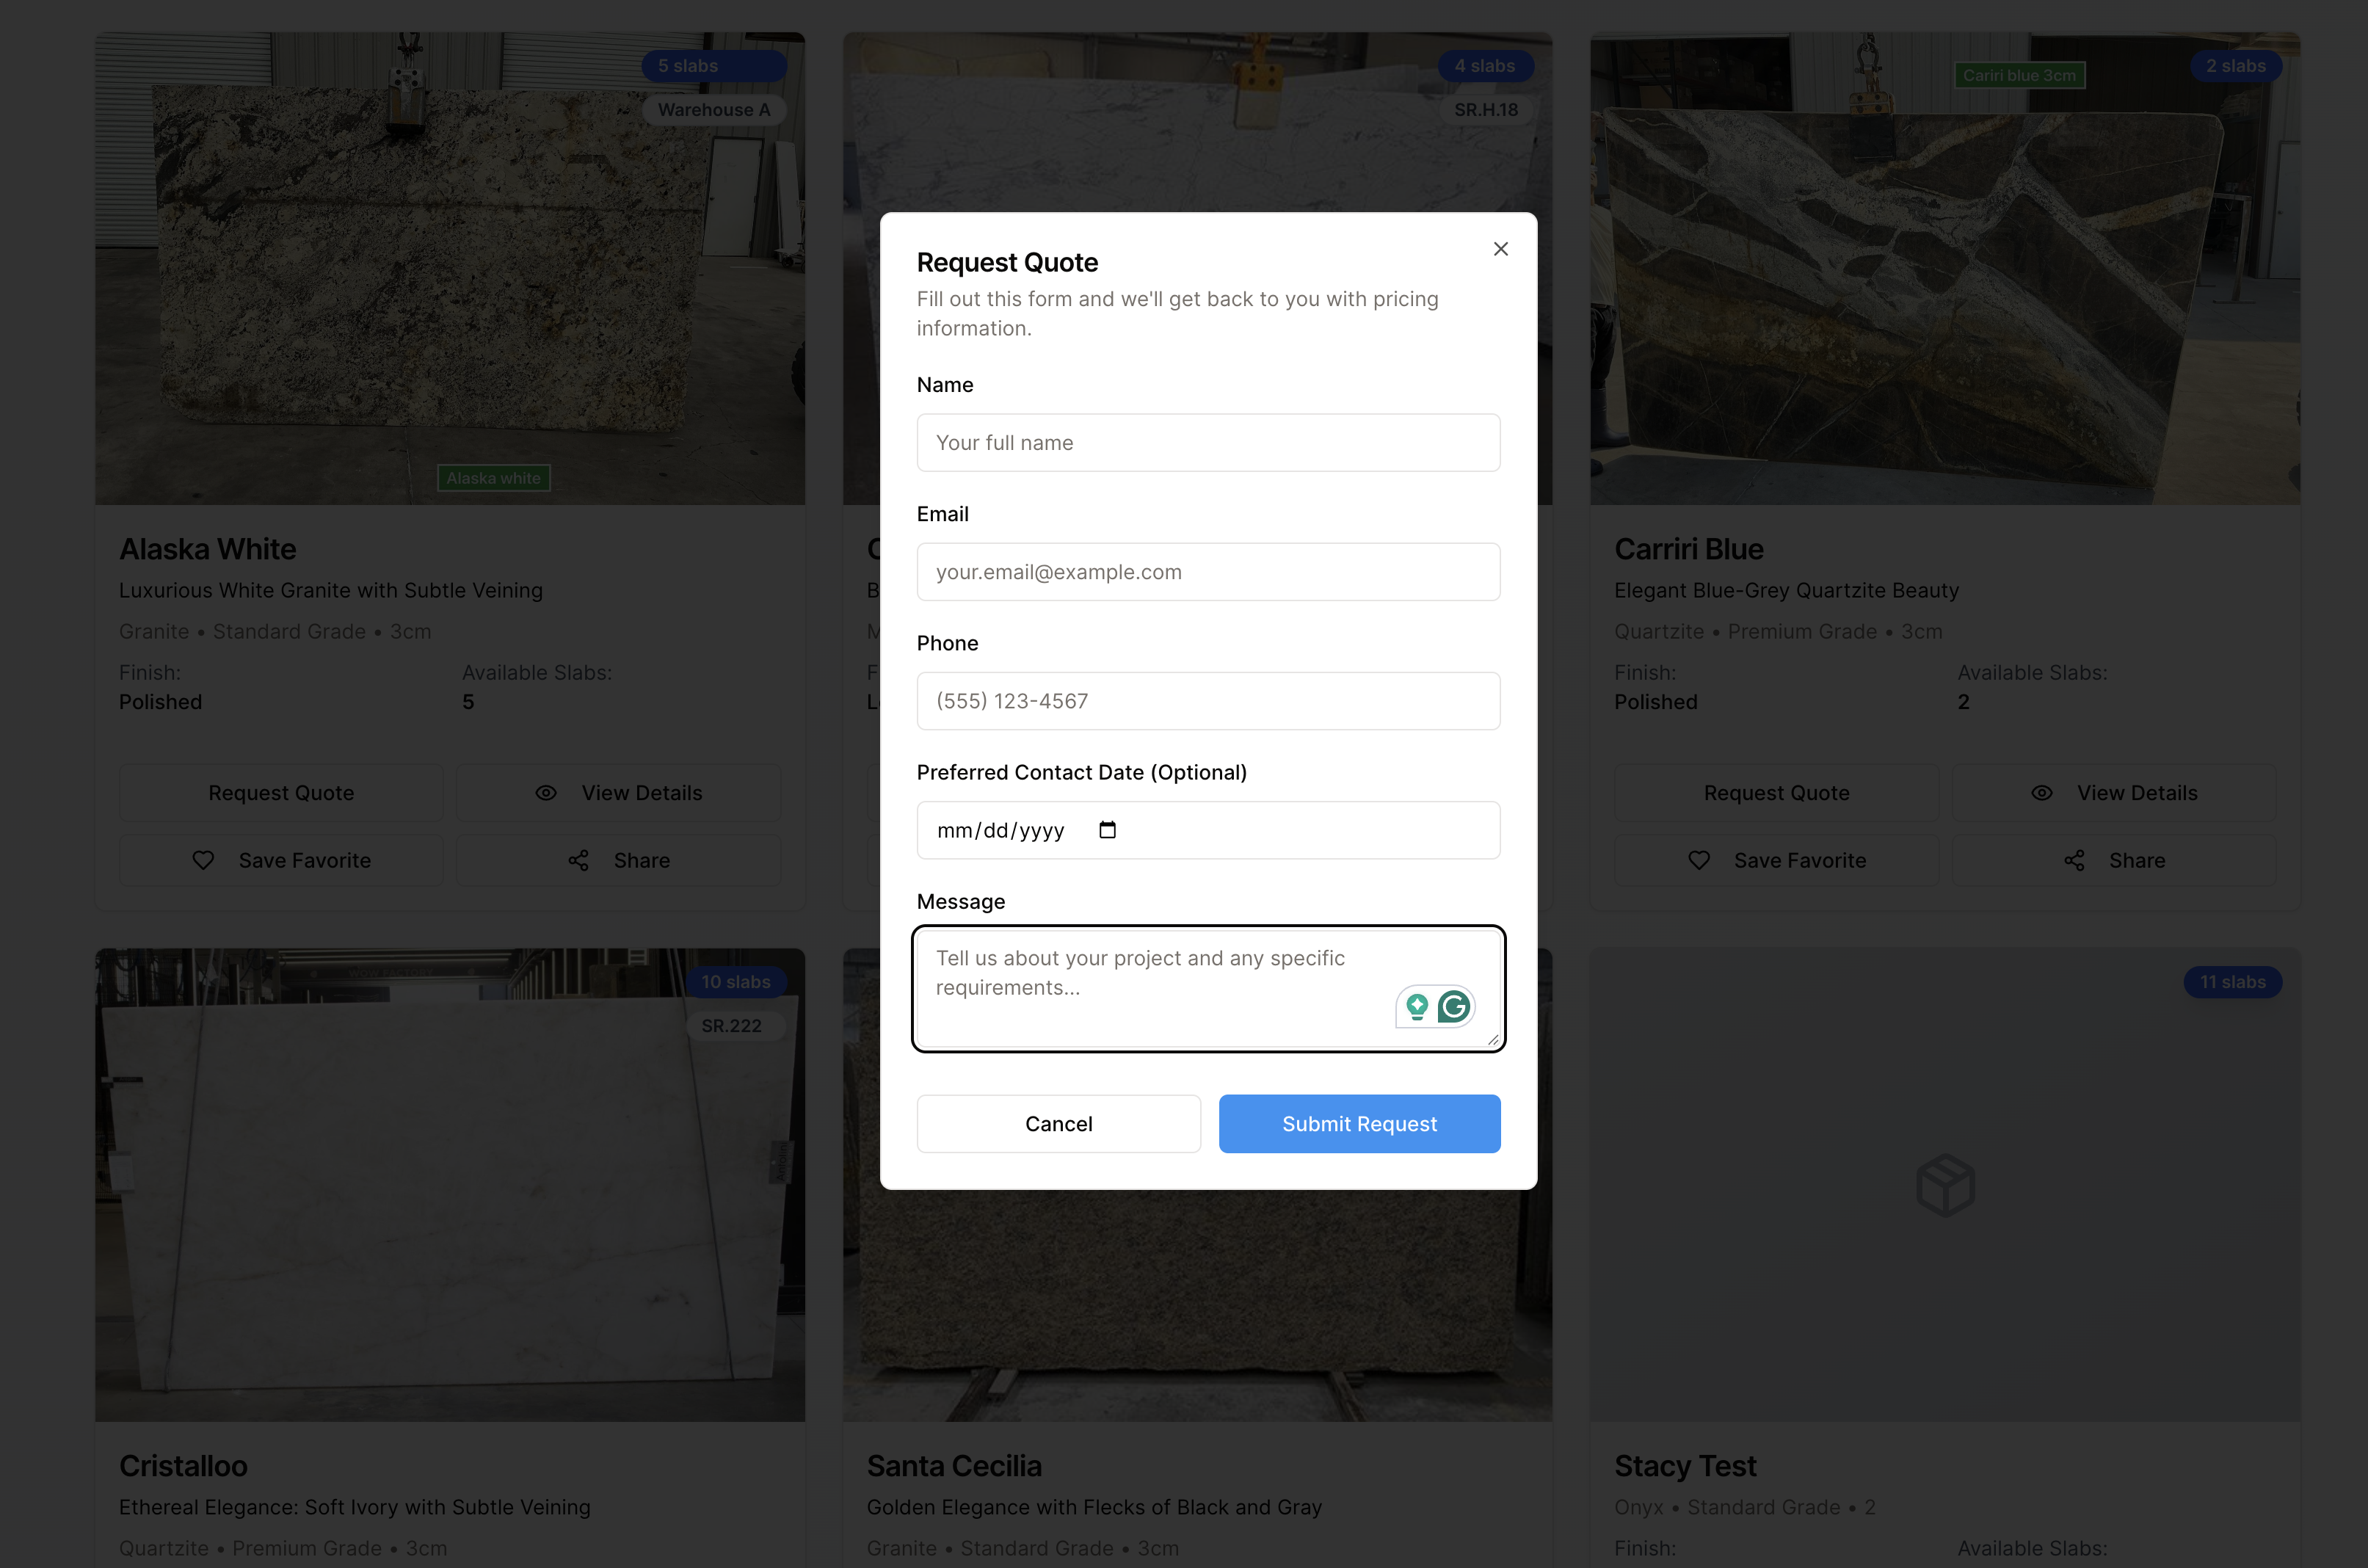 5 slabs
Warehouse A
Alaska white
Alaska White
Luxurious White Granite with Subtle Veining
Granite • Standard Grade • 3cm
Finish:
Available Slabs:
Polished
5
Request Quote
View Details
Save Favorite
Share
4 slabs
SR.H.18
Cariri blue 3cm
2 slabs
Carriri Blue
Elegant Blue-Grey Quartzite Beauty
Quartzite • Premium Grade • 3cm
Finish:
Available Slabs:
Polished
2
Request Quote
View Details
Save Favorite
Share
Request Quote
Fill out this form and we'll get back to you with pricing
information.
Name
Your full name
Email
your.email@example.com
Phone
(555) 123-4567
Preferred Contact Date (Optional)
mm/dd/yyyy
Message
Tell us about your project and any specific
requirements...
Cancel
Submit Request
10 slabs
SR.222
Cristalloo
Ethereal Elegance: Soft Ivory with Subtle Veining
Quartzite • Premium Grade • 3cm
Santa Cecilia
Golden Elegance with Flecks of Black and Gray
Granite • Standard Grade • 3cm
11 slabs
Stacy Test
Onyx • Standard Grade • 2
Finish:
Available Slabs: